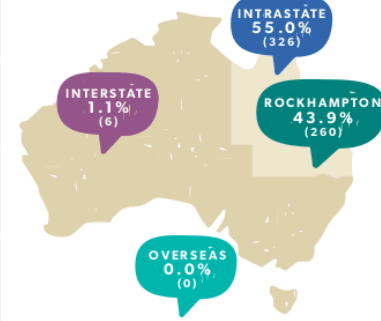 INTRASTATE
55.0%
(326)
INTERSTATE
1.1%
(6)
ROCKHAMPTON
43.9%
(260)
OVERSEAS
0.0%
(0)